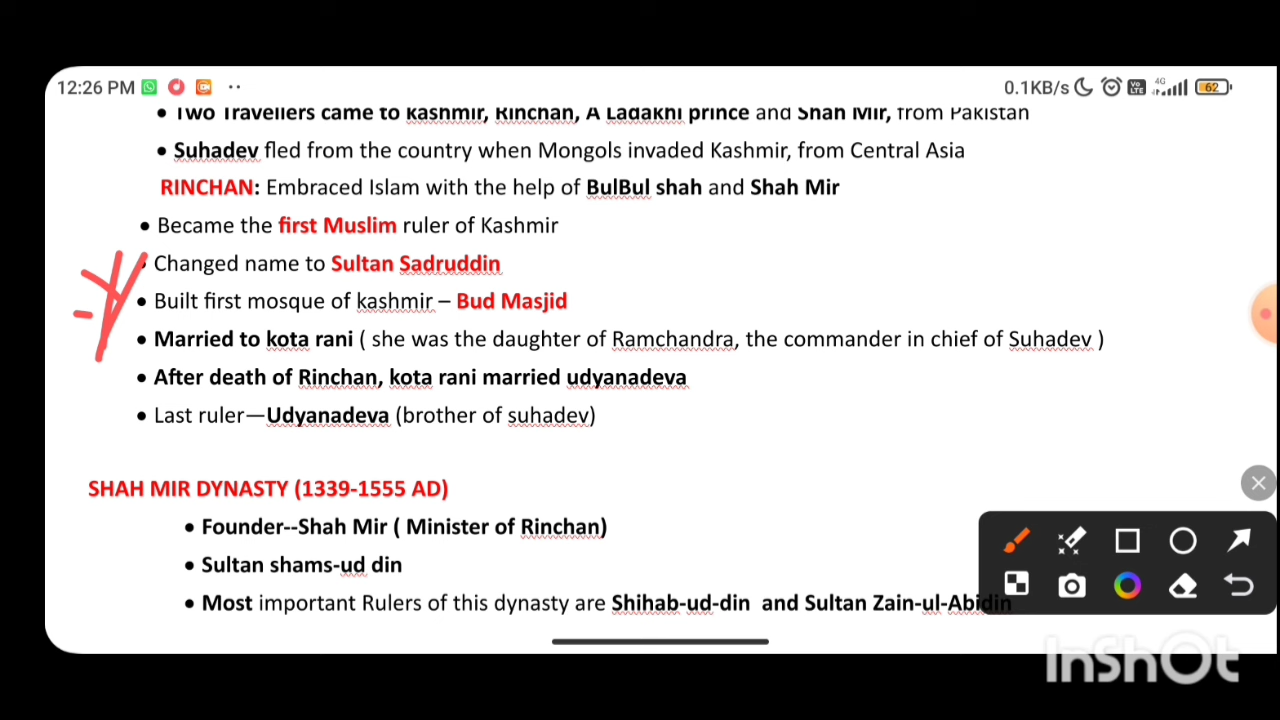 12:26 PM
0.1KB/s 4G Vo LTE 62
• Two Travellers came to kashmir, Rinchan, A Ladakhi prince and Shah Mir, from Pakistan
• Suhadev fled from the country when Mongols invaded Kashmir, from Central Asia
RINCHAN: Embraced Islam with the help of BulBul shah and Shah Mir
• Became the first Muslim ruler of Kashmir
• Changed name to Sultan Sadruddin
• Built first mosque of kashmir – Bud Masjid
• Married to kota rani ( she was the daughter of Ramchandra, the commander in chief of Suhadev )
• After death of Rinchan, kota rani married udyanadeva
• Last ruler—Udyanadeva (brother of suhadev)
SHAH MIR DYNASTY (1339-1555 AD)
• Founder--Shah Mir ( Minister of Rinchan)
• Sultan shams-ud din
• Most important Rulers of this dynasty are Shihab-ud-din and Sultan Zain-ul-Abidin
InShOt